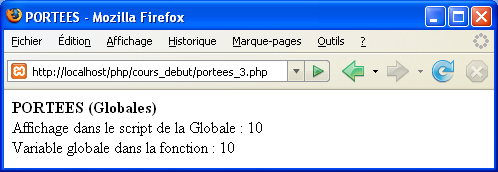 PORTEES - Mozilla Firefox
Fichier Édition Affichage Historique Marque-pages Outils ?
http://localhost/php/cours_debut/portees_3.php
PORTEES (Globales)
Affichage dans le script de la Globale : 10
Variable globale dans la fonction : 10